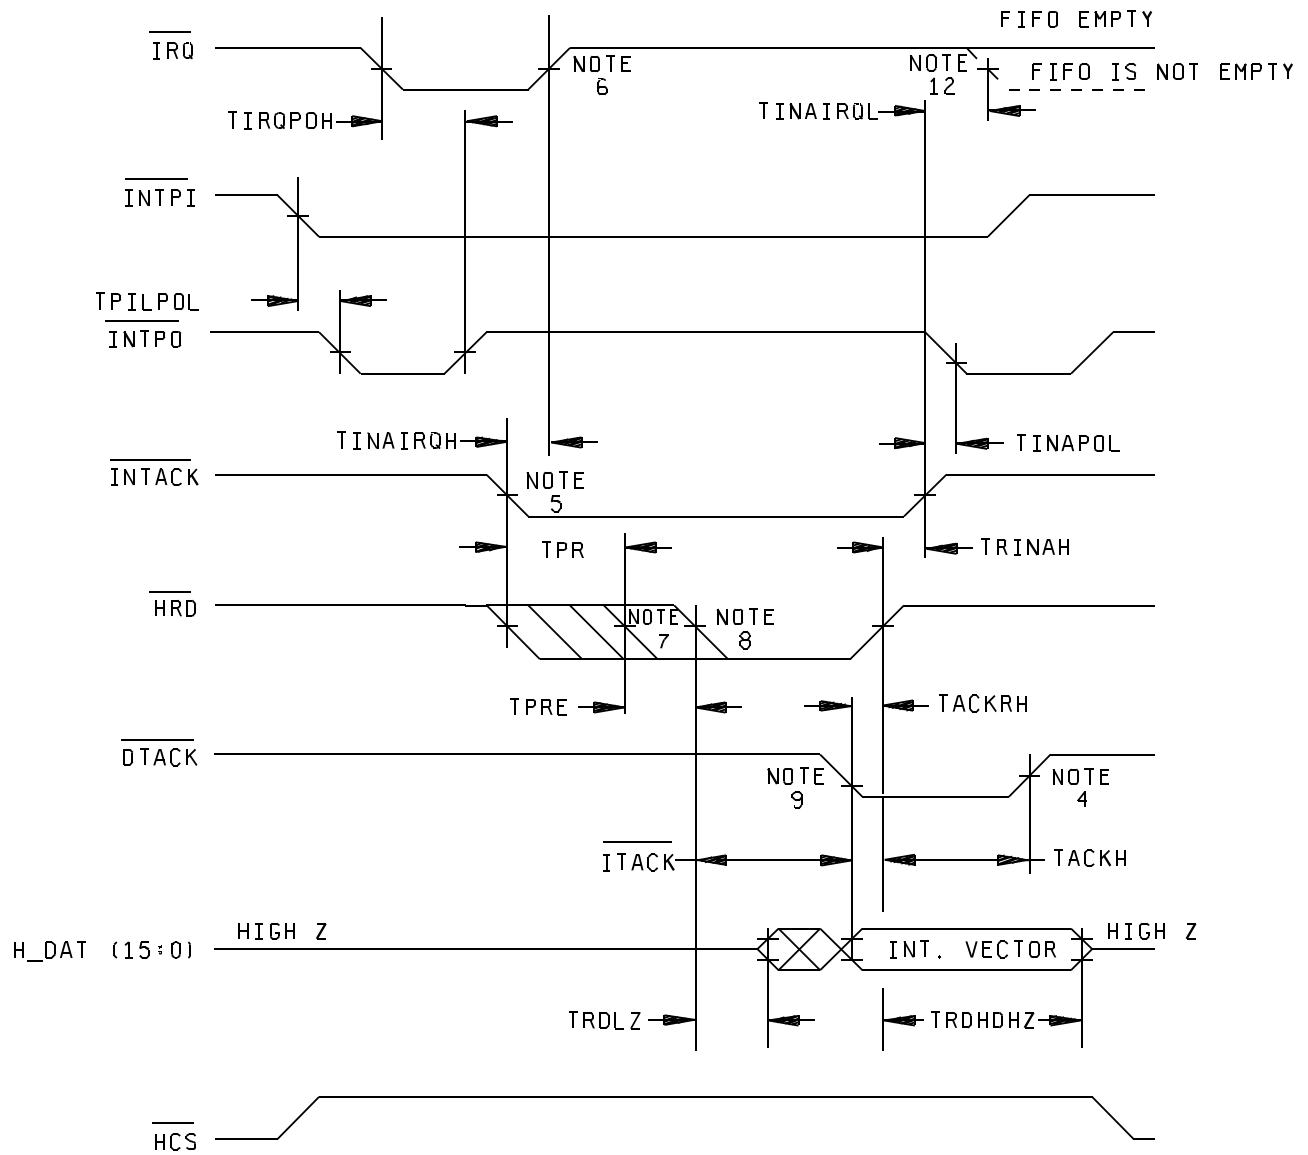 FIFO EMPTY
IRQ
NOTE
6
NOTE
12
FIFO IS NOT EMPTY
TIRQPOH
TINAIRQL
INTPI
TPILPOL
INTPO
TINAIRQH
TINAPOL
INTACK
NOTE
5
TPR
TRINAH
HRD
NOTE
7
NOTE
8
TPRE
TACKRH
DTACK
NOTE
9
NOTE
4
ITACK
TACKH
H_DAT (15:0)
HIGH Z
INT. VECTOR
HIGH Z
TRDLZ
TRDHDHZ
HCS